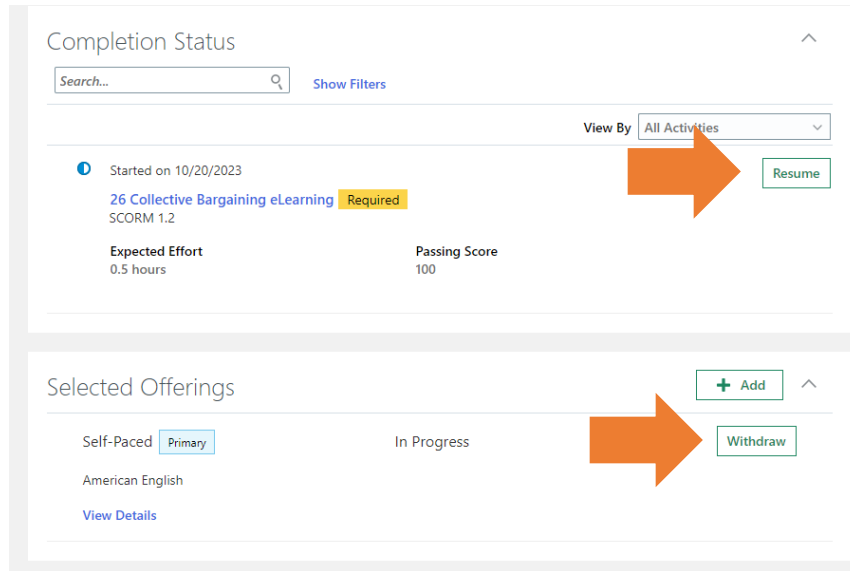 Completion Status
Search...
Show Filters
View By All Activities
Started on 10/20/2023
Resume
26 Collective Bargaining eLearning Required
SCORM 1.2
Expected Effort Passing Score
0.5 hours 100
Selected Offerings
+ Add
Self-Paced Primary In Progress Withdraw
American English
View Details